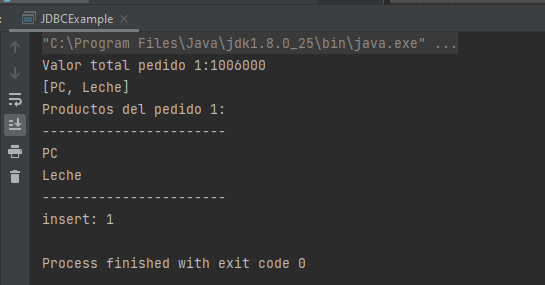 JDBCExample
"C:\Program Files\Java\jdk1.8.0_25\bin\java.exe" ...
Valor total pedido 1:1006000
[PC, Leche]
Productos del pedido 1:
-----------------------
PC
Leche
-----------------------
insert: 1
Process finished with exit code 0